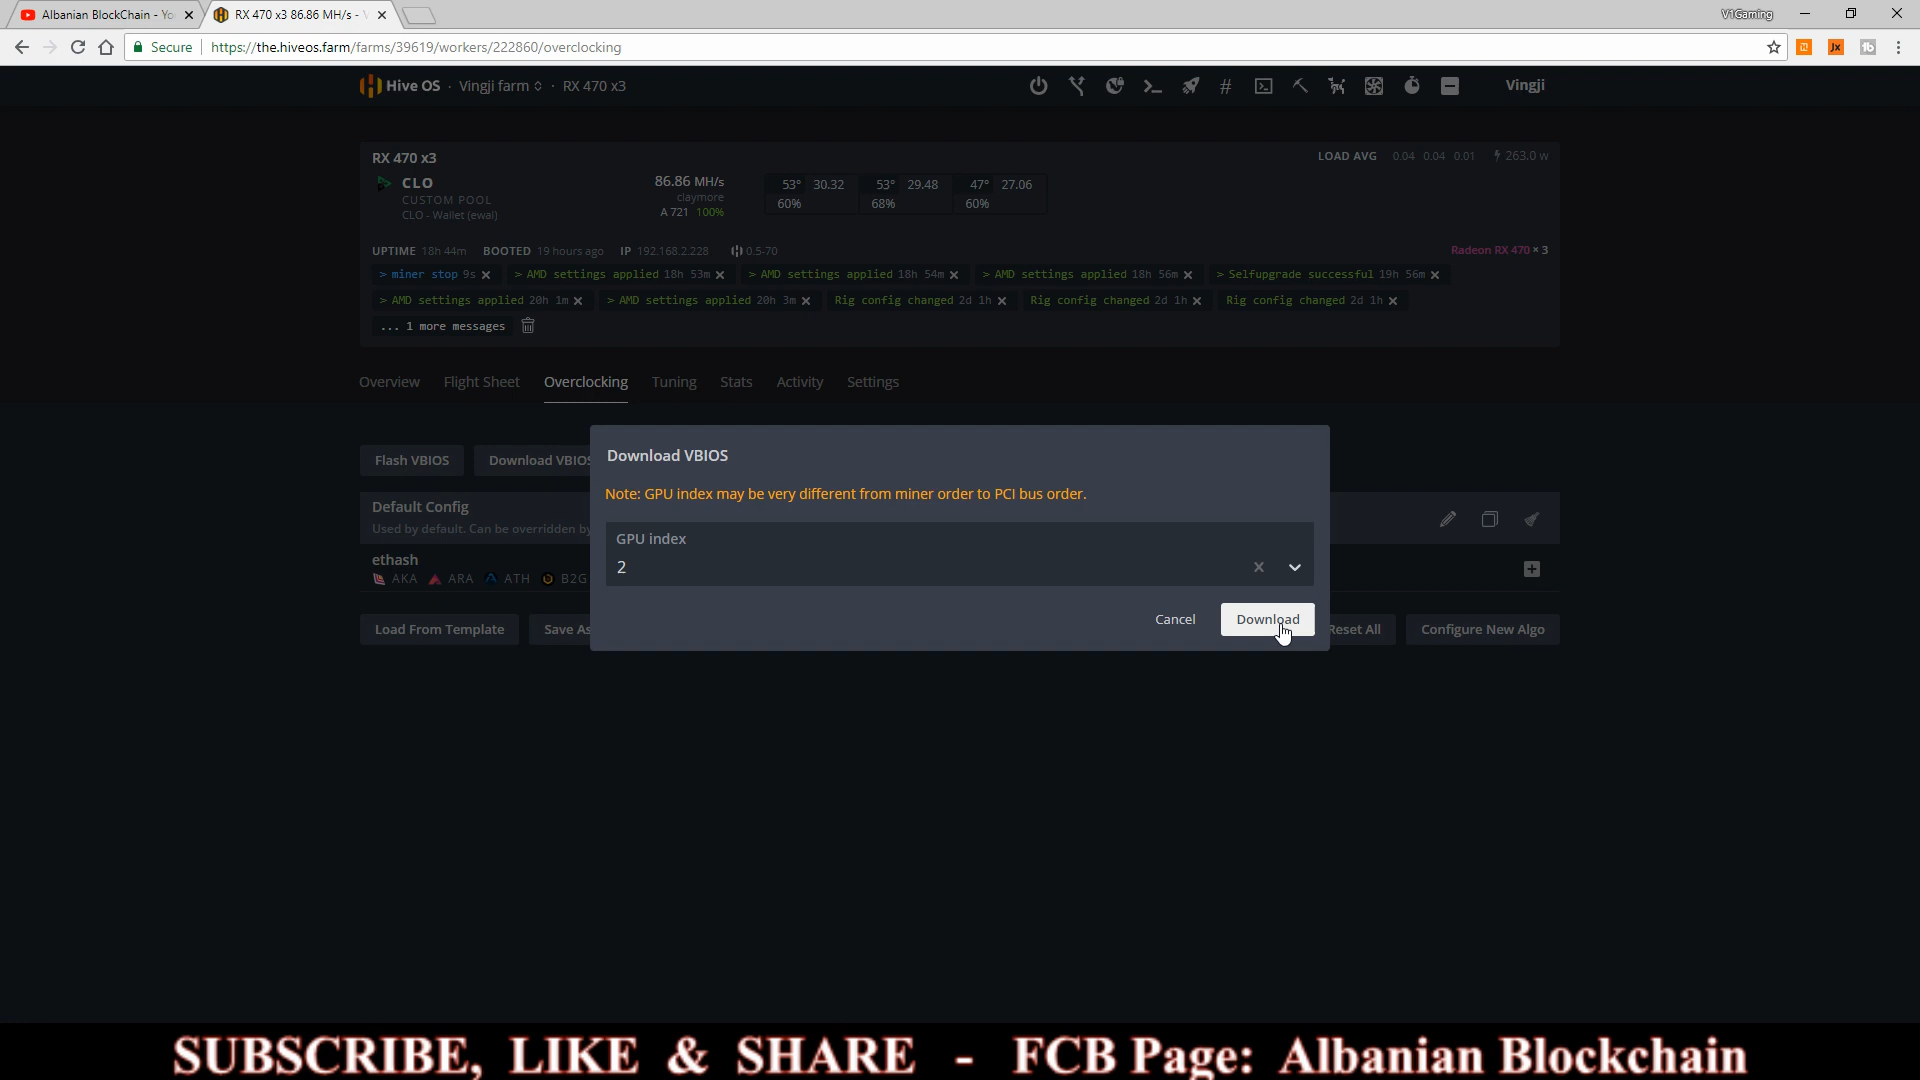 Albanian BlockChain - Yo
RX 470 x3 86.86 MH/s - V
V1Gaming
Secure
https://the.hiveos.farm/farms/39619/workers/222860/overclocking
Hive OS · Vingji farm · RX 470 x3
Vingji
RX 470 x3
LOAD AVG 0.04 0.04 0.01 263.0 w
CLO
CUSTOM POOL
CLO - Wallet (ewal)
86.86 MH/s
claymore
A 721 100%
53° 30.32 53° 29.48 47° 27.06
60% 68% 60%
UPTIME 18h 44m BOOTED 19 hours ago IP 192.168.2.228 0.5-70
Radeon RX 470 × 3
> miner stop 9s × > AMD settings applied 18h 53m × > AMD settings applied 18h 54m × > AMD settings applied 18h 56m × > Selfupgrade successful 19h 56m ×
> AMD settings applied 20h 1m × > AMD settings applied 20h 3m × Rig config changed 2d 1h × Rig config changed 2d 1h × Rig config changed 2d 1h ×
... 1 more messages
Overview Flight Sheet Overclocking Tuning Stats Activity Settings
Flash VBIOS Download VBIOS
Download VBIOS
Note: GPU index may be very different from miner order to PCI bus order.
GPU index
2
Cancel Download
Default Config
Used by default. Can be overridden by
ethash
AKA ARA ATH B2G
Load From Template Save As Reset All Configure New Algo
SUBSCRIBE, LIKE & SHARE - FCB Page: Albanian Blockchain